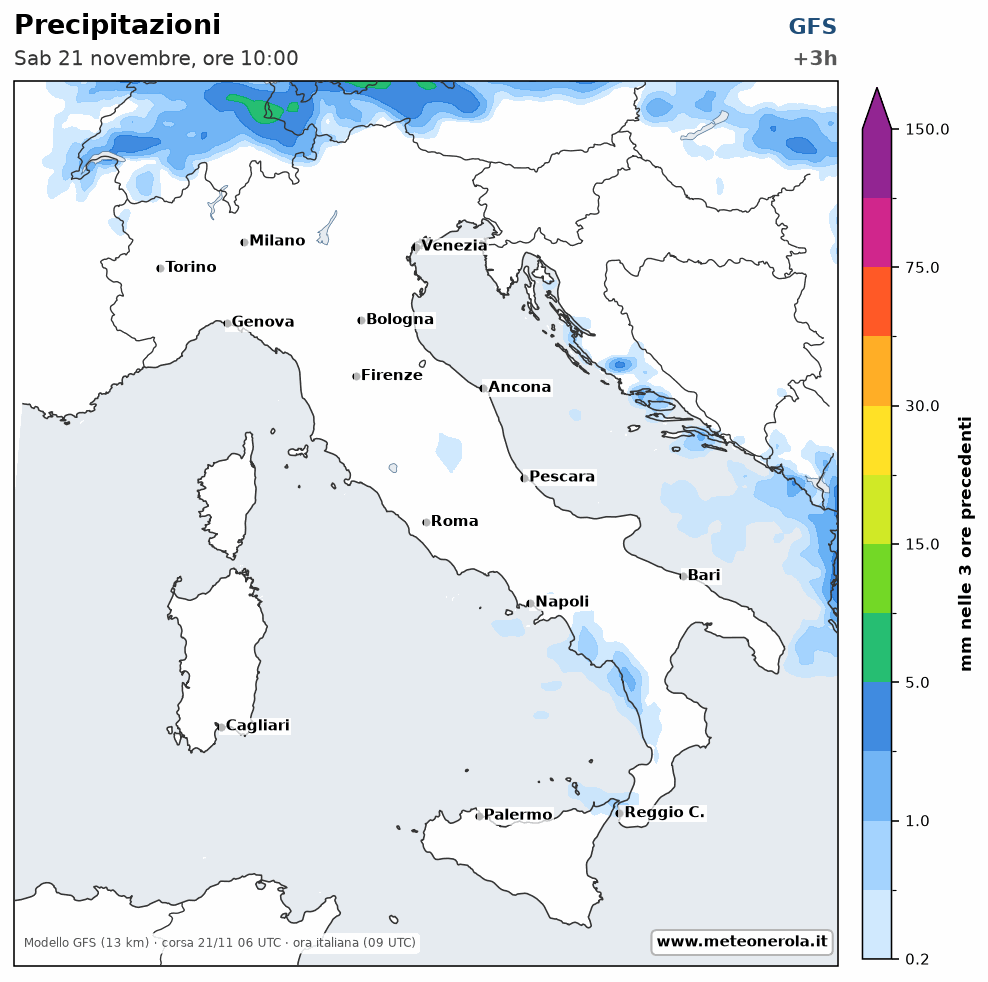 Precipitazioni
GFS
Sab 21 novembre, ore 10:00
+3h
150.0
75.0
30.0
15.0
5.0
1.0
0.2
mm nelle 3 ore precedenti
Milano
Venezia
Torino
Genova
Bologna
Firenze
Ancona
Pescara
Roma
Bari
Napoli
Cagliari
Palermo
Reggio C.
Modello GFS (13 km) · corsa 21/11 06 UTC · ora italiana (09 UTC)
www.meteonerola.it